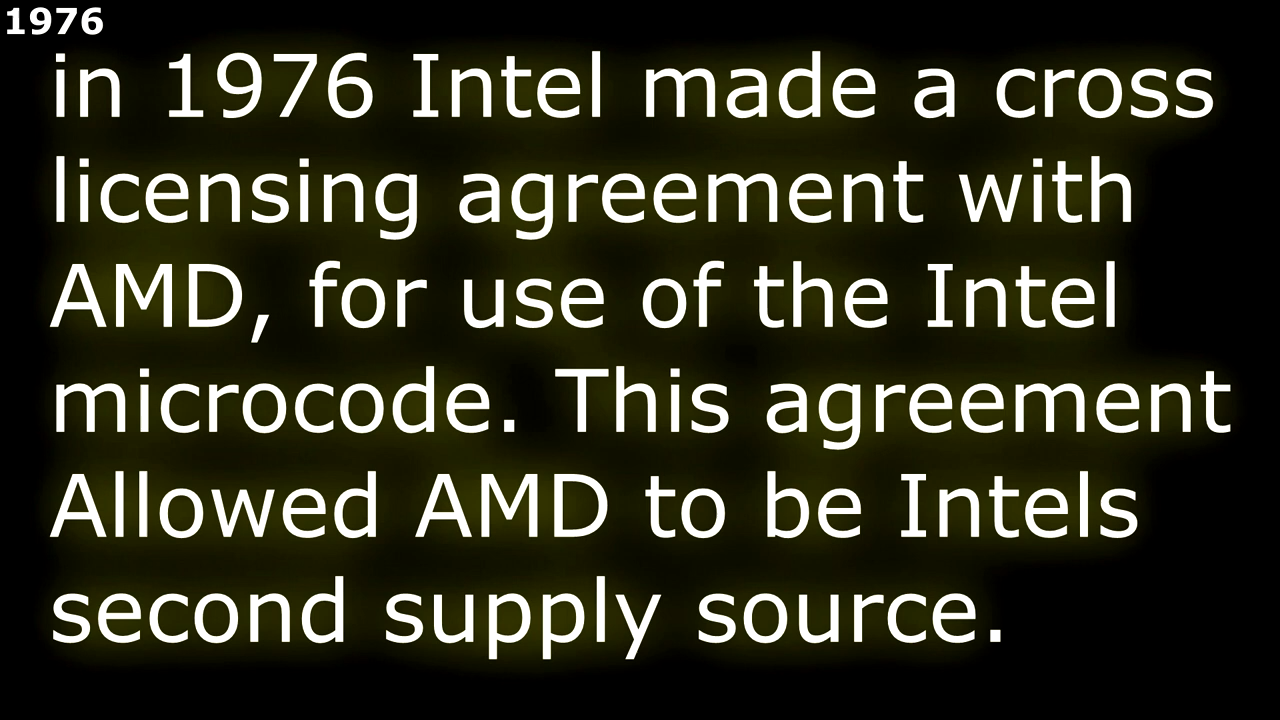 1976
in 1976 Intel made a cross
licensing agreement with
AMD, for use of the Intel
microcode. This agreement
Allowed AMD to be Intels
second supply source.